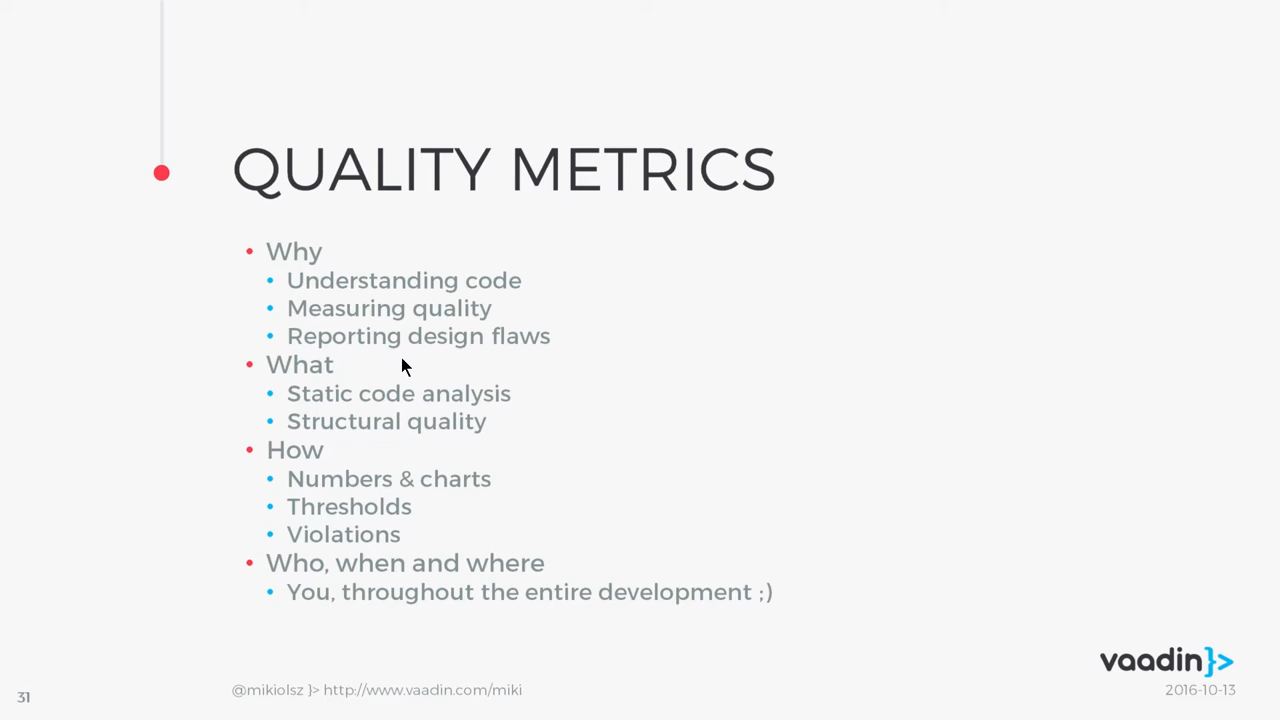 QUALITY METRICS
• Why
• Understanding code
• Measuring quality
• Reporting design flaws
• What
• Static code analysis
• Structural quality
• How
• Numbers & charts
• Thresholds
• Violations
• Who, when and where
• You, throughout the entire development ;)
vaadin}>
31
@mikiolsz }> http://www.vaadin.com/miki
2016-10-13